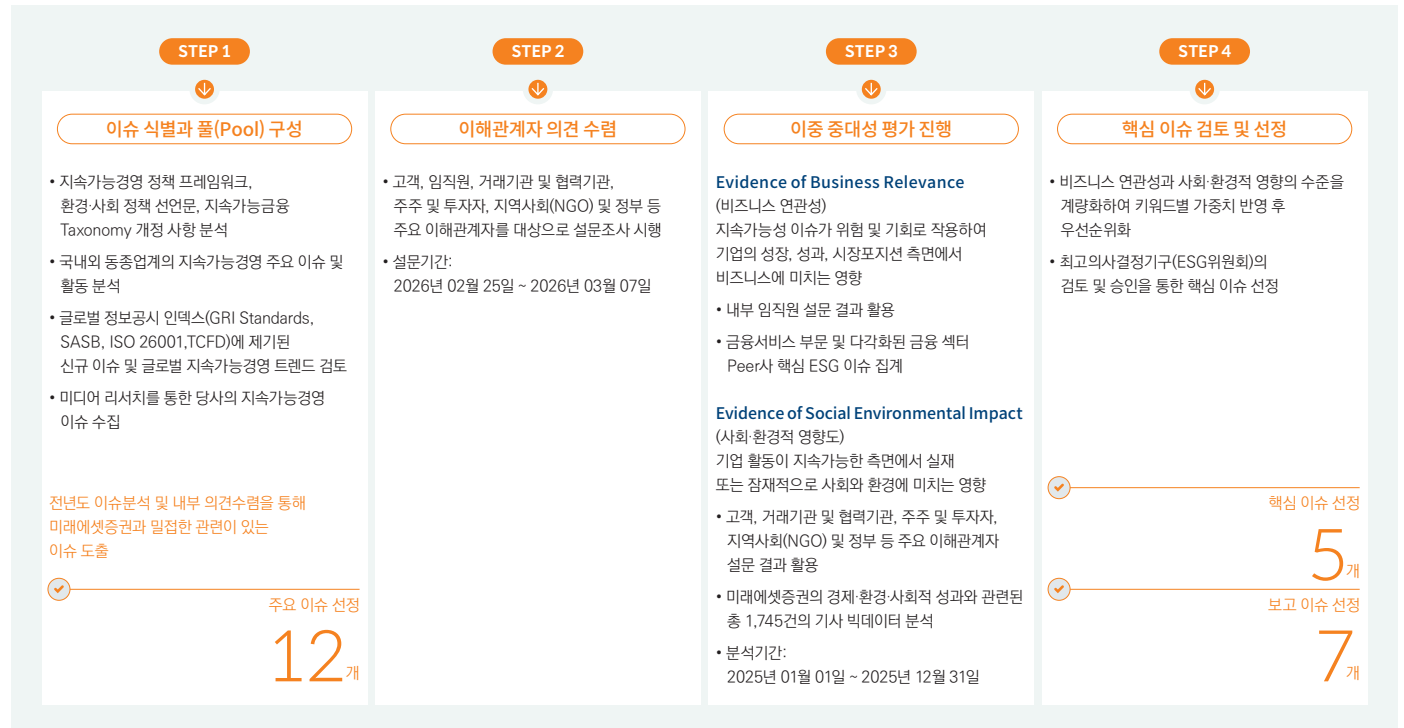 STEP 1
이슈 식별과 풀(Pool) 구성
• 지속가능경영 정책 프레임워크,
환경·사회 정책 선언문, 지속가능금융
Taxonomy 개정 사항 분석
• 국내외 동종업계의 지속가능경영 주요 이슈 및
활동 분석
• 글로벌 정보공시 인덱스(GRI Standards,
SASB, ISO 26001,TCFD)에 제기된
신규 이슈 및 글로벌 지속가능경영 트렌드 검토
• 미디어 리서치를 통한 당사의 지속가능경영
이슈 수집
전년도 이슈분석 및 내부 의견수렴을 통해
미래에셋증권과 밀접한 관련이 있는
이슈 도출
주요 이슈 선정
12개
STEP 2
이해관계자 의견 수렴
• 고객, 임직원, 거래기관 및 협력기관,
주주 및 투자자, 지역사회(NGO) 및 정부 등
주요 이해관계자를 대상으로 설문조사 시행
• 설문기간:
2026년 02월 25일 ~ 2026년 03월 07일
STEP 3
이중 중대성 평가 진행
Evidence of Business Relevance
(비즈니스 연관성)
지속가능성 이슈가 위험 및 기회로 작용하여
기업의 성장, 성과, 시장포지션 측면에서
비즈니스에 미치는 영향
• 내부 임직원 설문 결과 활용
• 금융서비스 부문 및 다각화된 금융 섹터
Peer사 핵심 ESG 이슈 집계
Evidence of Social Environmental Impact
(사회·환경적 영향도)
기업 활동이 지속가능한 측면에서 실재
또는 잠재적으로 사회와 환경에 미치는 영향
• 고객, 거래기관 및 협력기관, 주주 및 투자자,
지역사회(NGO) 및 정부 등 주요 이해관계자
설문 결과 활용
• 미래에셋증권의 경제·환경·사회적 성과와 관련된
총 1,745건의 기사 빅데이터 분석
• 분석기간:
2025년 01월 01일 ~ 2025년 12월 31일
STEP 4
핵심 이슈 검토 및 선정
• 비즈니스 연관성과 사회·환경적 영향의 수준을
계량화하여 키워드별 가중치 반영 후
우선순위화
• 최고의사결정기구(ESG위원회)의
검토 및 승인을 통한 핵심 이슈 선정
핵심 이슈 선정
5개
보고 이슈 선정
7개